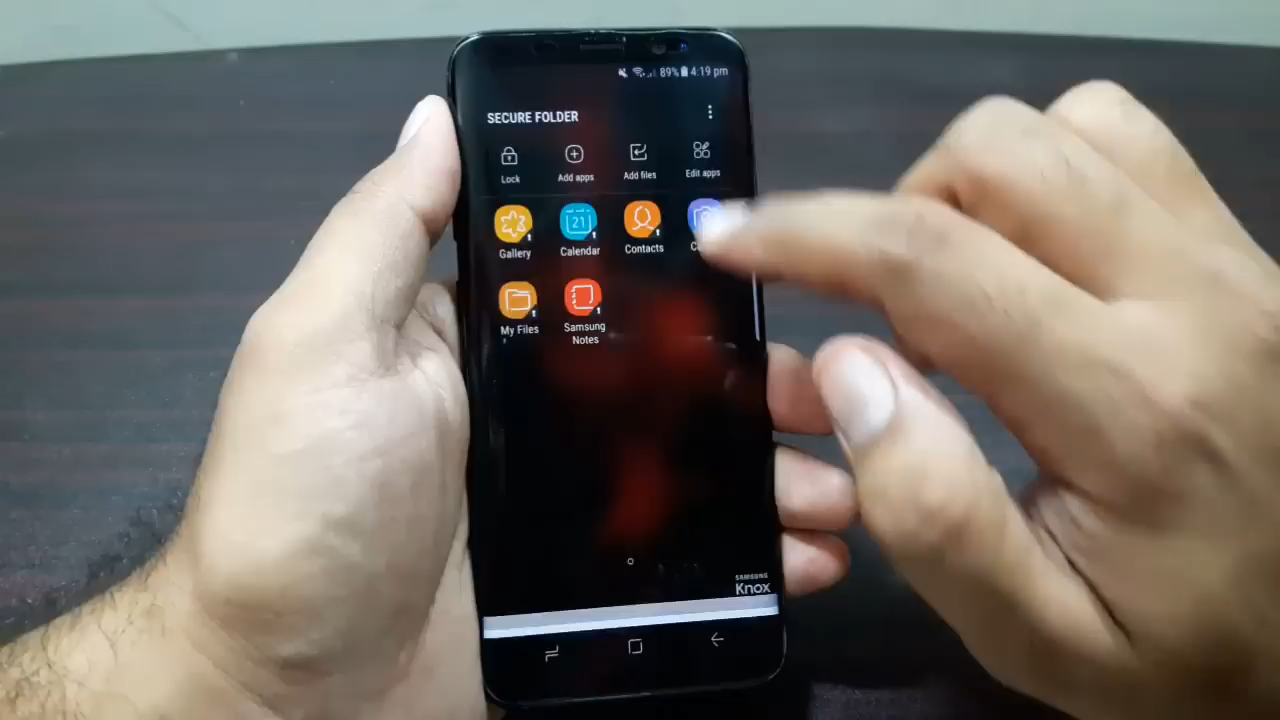 89% 4:19 pm
SECURE FOLDER
Lock Add apps Add files Edit apps
21
Gallery Calendar Contacts
My Files Samsung
Notes
SAMSUNG
Knox